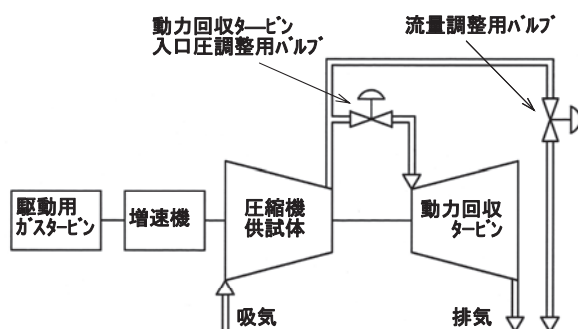 動力回収タービン
入口圧調整用バルブ
流量調整用バルブ
駆動用
ガスタービン
増速機
圧縮機
供試体
動力回収
タービン
吸気
排気